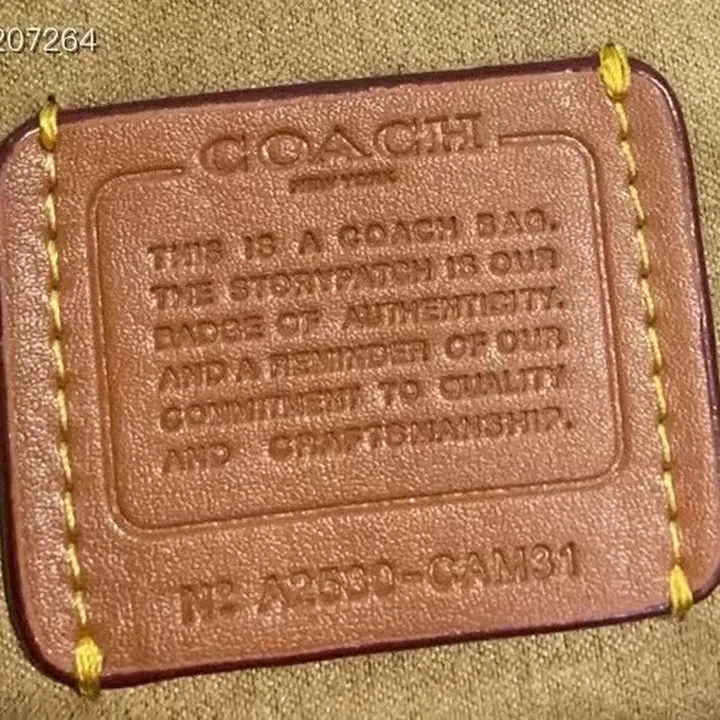 207264
COACH
NEW YORK
THIS IS A COACH BAG.
THE STORYPATCH IS OUR
BADGE OF AUTHENTICITY.
AND A REMINDER OF OUR
COMMITMENT TO QUALITY
AND CRAFTSMANSHIP.
Nº A2530-CAM31